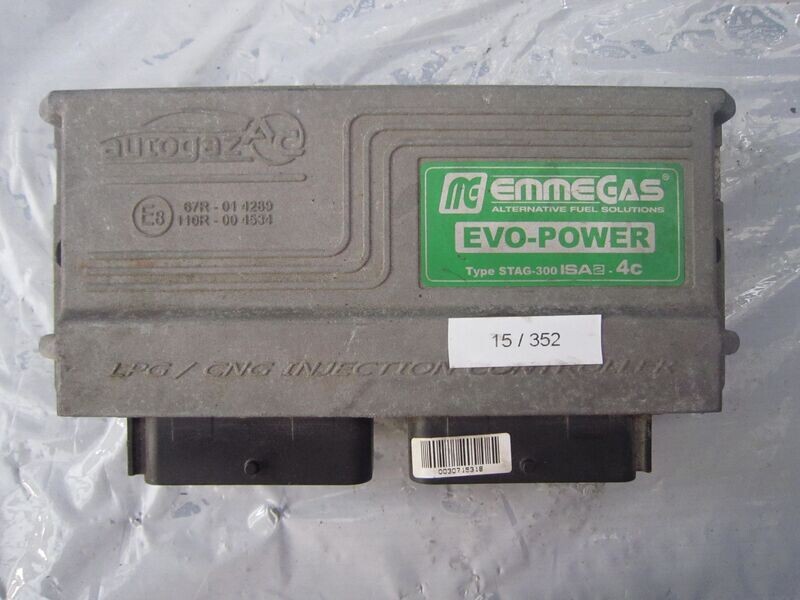 autogaz AC
E8
67R - 01 4289
110R - 00 4534
MG EMMEGAS®
ALTERNATIVE FUEL SOLUTIONS
EVO-POWER
Type STAG-300 ISA2 - 4c
15 / 352
LPG / CNG INJECTION CONTROLLER
0030715318